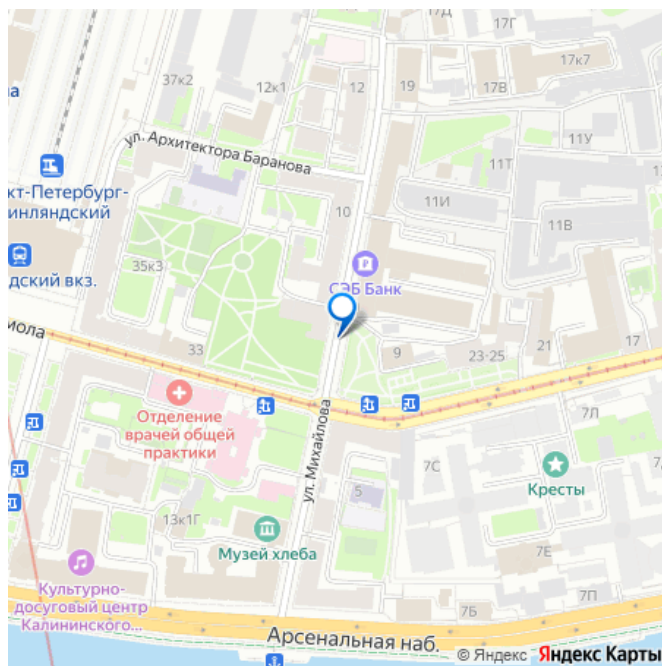 17Д
17Г
37к2
12к1
12
19
17В
17к7
на
ул. Архитектора Баранова
11У
11Т
кт-Петербург-
инляндский
11И
10
11В
дский вкз.
35к3
СЭБ Банк
иола
33
9
23-25
21
17
Отделение
врачей общей
практики
ул. Михайлова
7Л
7С
Кресты
5
13к1Г
Музей хлеба
7Е
Культурно-
досуговый центр
Калининского...
7Б
7П
Арсенальная наб.
© Яндекс Яндекс Карты